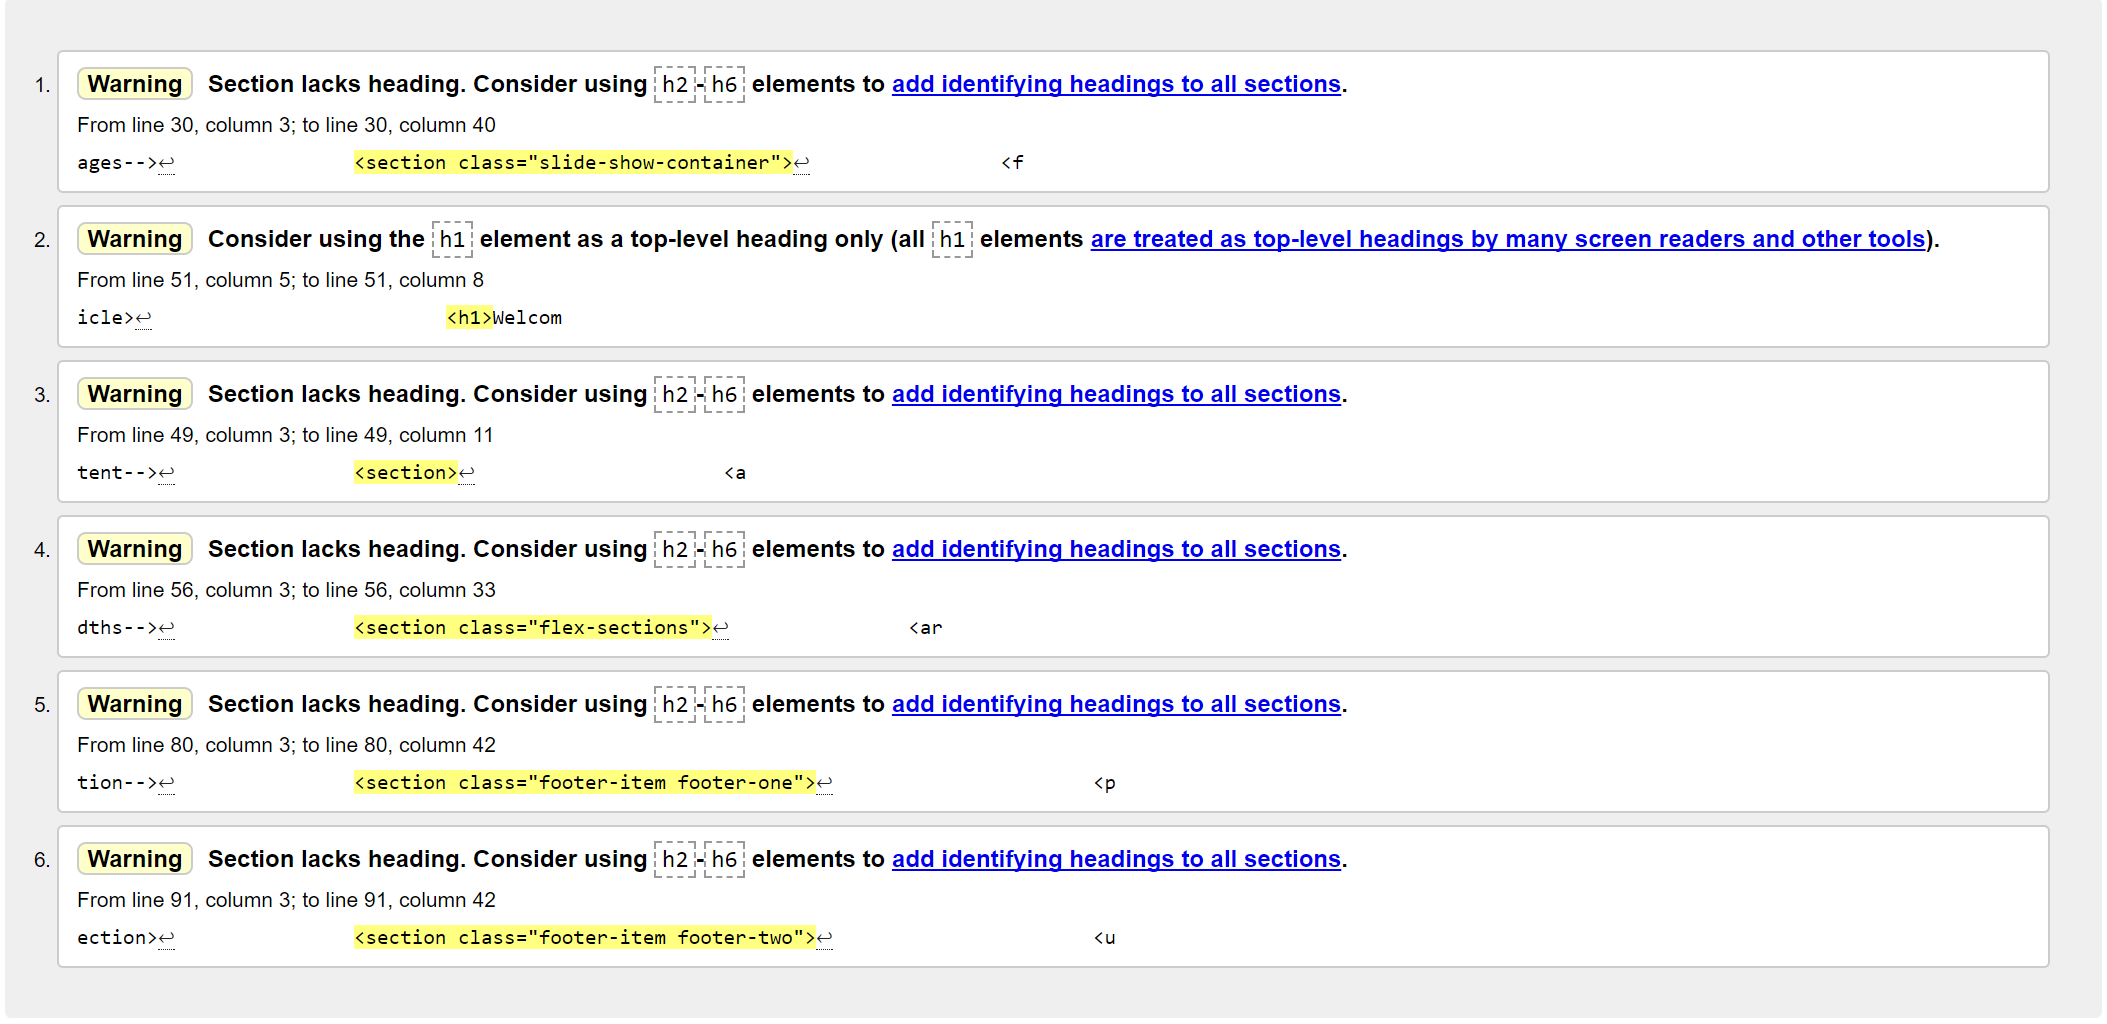 1. Warning Section lacks heading. Consider using h2-h6 elements to add identifying headings to all sections.
From line 30, column 3; to line 30, column 40
ages-->↩ <section class="slide-show-container">↩ <f
2. Warning Consider using the h1 element as a top-level heading only (all h1 elements are treated as top-level headings by many screen readers and other tools).
From line 51, column 5; to line 51, column 8
icle>↩ <h1>Welcom
3. Warning Section lacks heading. Consider using h2-h6 elements to add identifying headings to all sections.
From line 49, column 3; to line 49, column 11
tent-->↩ <section>↩ <a
4. Warning Section lacks heading. Consider using h2-h6 elements to add identifying headings to all sections.
From line 56, column 3; to line 56, column 33
dths-->↩ <section class="flex-sections">↩ <ar
5. Warning Section lacks heading. Consider using h2-h6 elements to add identifying headings to all sections.
From line 80, column 3; to line 80, column 42
tion-->↩ <section class="footer-item footer-one">↩ <p
6. Warning Section lacks heading. Consider using h2-h6 elements to add identifying headings to all sections.
From line 91, column 3; to line 91, column 42
ection>↩ <section class="footer-item footer-two">↩ <u